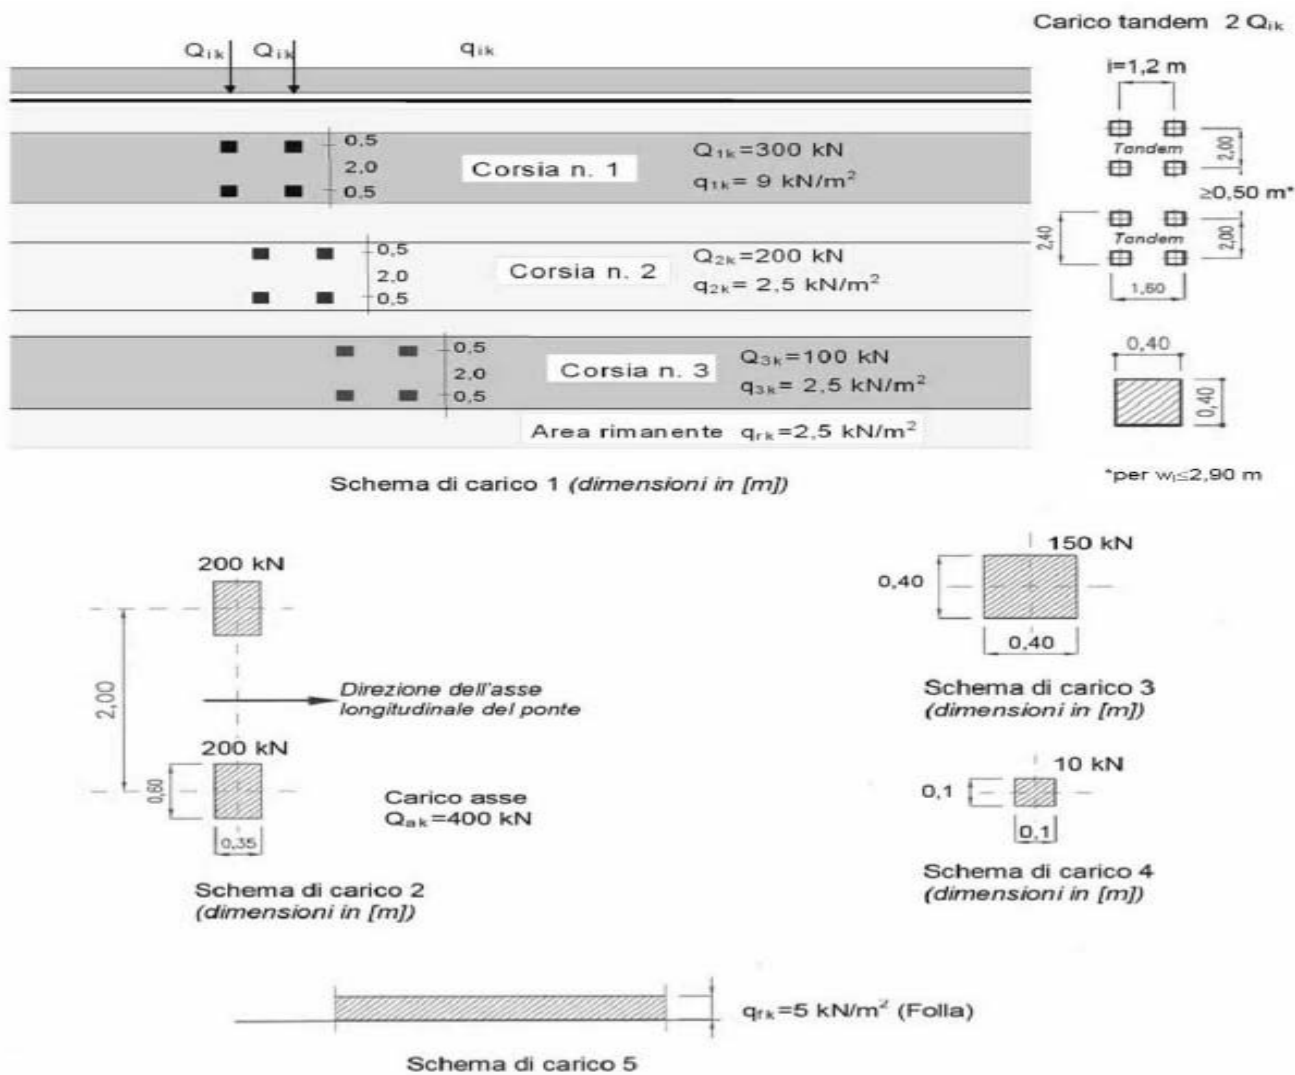 Carico tandem 2 Qik
Qik Qik qik
i=1,2 m
0.5
2.0
0.5
Corsia n. 1
Q1k=300 kN
q1k= 9 kN/m²
Tandem
2,00
≥0,50 m*
0,5
2,0
0,5
Corsia n. 2
Q2k=200 kN
q2k= 2,5 kN/m²
2,40
Tandem
2,00
1,60
0,5
2,0
0,5
Corsia n. 3
Q3k=100 kN
q3k= 2,5 kN/m²
0,40
0,40
Area rimanente qrk=2,5 kN/m²
Schema di carico 1 (dimensioni in [m])
*per wl≤2,90 m
200 kN
2,00
Direzione dell'asse
longitudinale del ponte
200 kN
0,60
0,35
Carico asse
Qak=400 kN
Schema di carico 2
(dimensioni in [m])
150 kN
0,40
0,40
Schema di carico 3
(dimensioni in [m])
10 kN
0,1
0,1
Schema di carico 4
(dimensioni in [m])
qfk=5 kN/m² (Folla)
Schema di carico 5